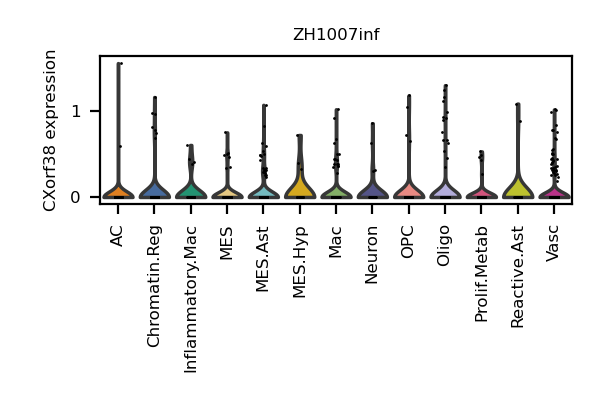 ZH1007inf
CXorf38 expression
1
0
AC
Chromatin.Reg
Inflammatory.Mac
MES
MES.Ast
MES.Hyp
Mac
Neuron
OPC
Oligo
Prolif.Metab
Reactive.Ast
Vasc